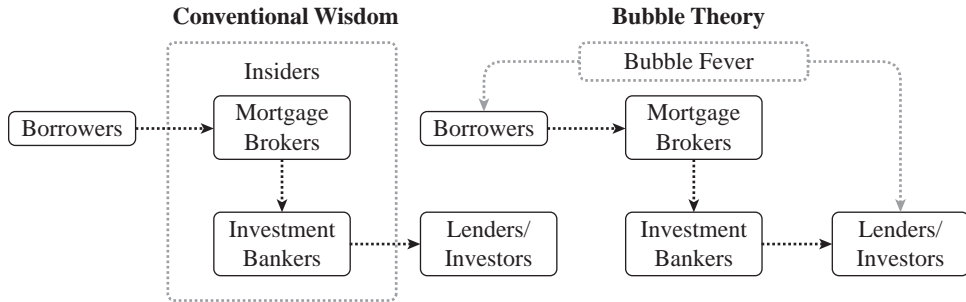 Conventional Wisdom
Insiders
Borrowers
Mortgage
Brokers
Investment
Bankers
Lenders/
Investors
Bubble Theory
Bubble Fever
Borrowers
Mortgage
Brokers
Investment
Bankers
Lenders/
Investors